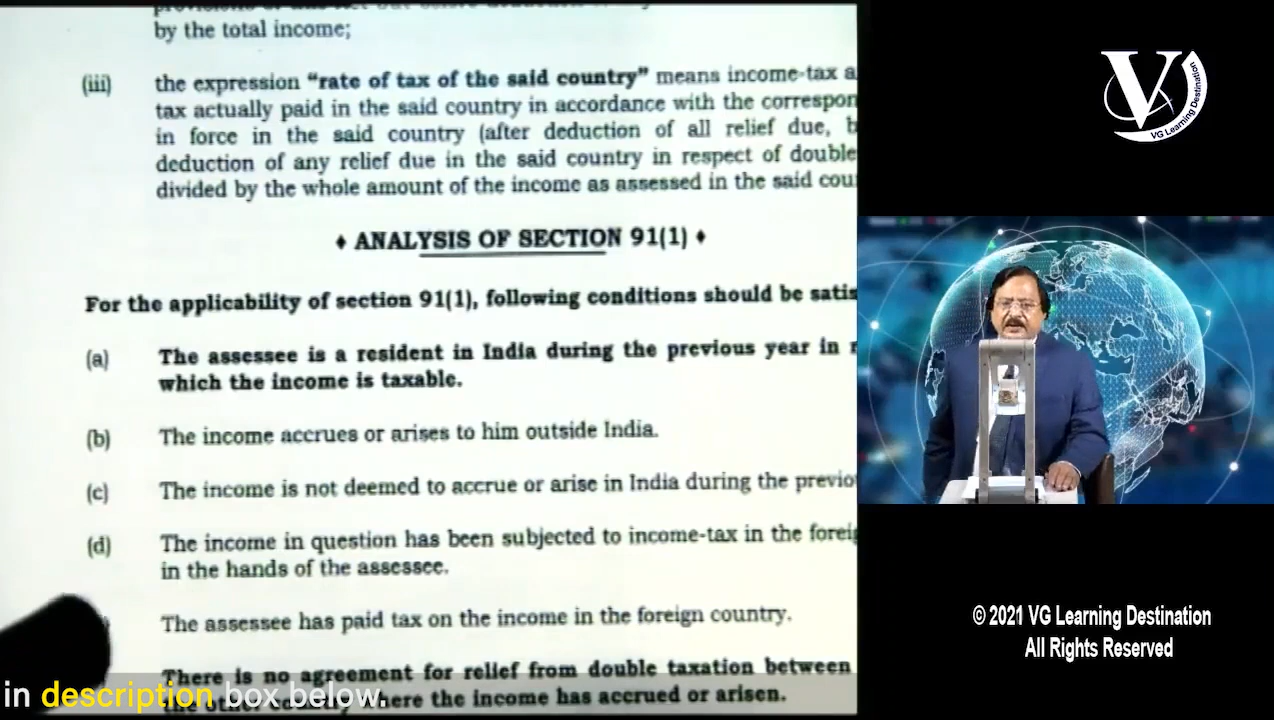 by the total income;
(iii) the expression “rate of tax of the said country” means income-tax a
tax actually paid in the said country in accordance with the correspon
in force in the said country (after deduction of all relief due, b
deduction of any relief due in the said country in respect of double
divided by the whole amount of the income as assessed in the said cou
♦ ANALYSIS OF SECTION 91(1) ♦
For the applicability of section 91(1), following conditions should be satis
(a) The assessee is a resident in India during the previous year in
which the income is taxable.
(b) The income accrues or arises to him outside India.
(c) The income is not deemed to accrue or arise in India during the previo
(d) The income in question has been subjected to income-tax in the foreig
in the hands of the assessee.
The assessee has paid tax on the income in the foreign country.
There is no agreement for relief from double taxation between
the other country where the income has accrued or arisen.
in description box below.
V
VG Learning Destination
© 2021 VG Learning Destination
All Rights Reserved